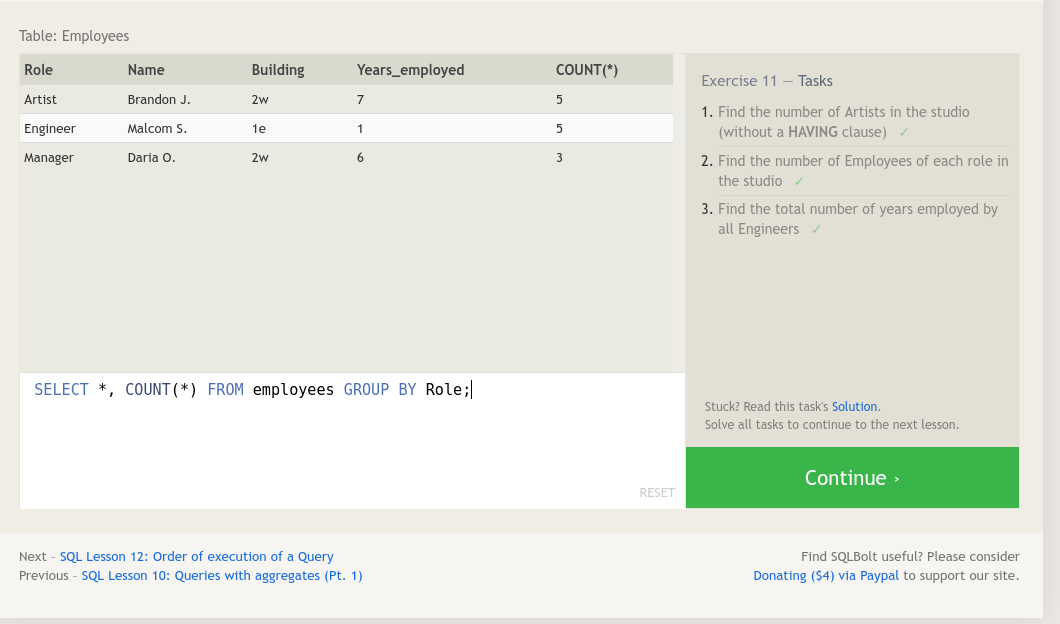 Table: Employees
Role Name Building Years_employed COUNT(*)
Artist Brandon J. 2w 7 5
Engineer Malcom S. 1e 1 5
Manager Daria O. 2w 6 3
SELECT *, COUNT(*) FROM employees GROUP BY Role;
RESET
Exercise 11 — Tasks
1. Find the number of Artists in the studio
(without a HAVING clause) ✓
2. Find the number of Employees of each role in
the studio ✓
3. Find the total number of years employed by
all Engineers ✓
Stuck? Read this task's Solution.
Solve all tasks to continue to the next lesson.
Continue ›
Next – SQL Lesson 12: Order of execution of a Query
Previous – SQL Lesson 10: Queries with aggregates (Pt. 1)
Find SQLBolt useful? Please consider
Donating ($4) via Paypal to support our site.